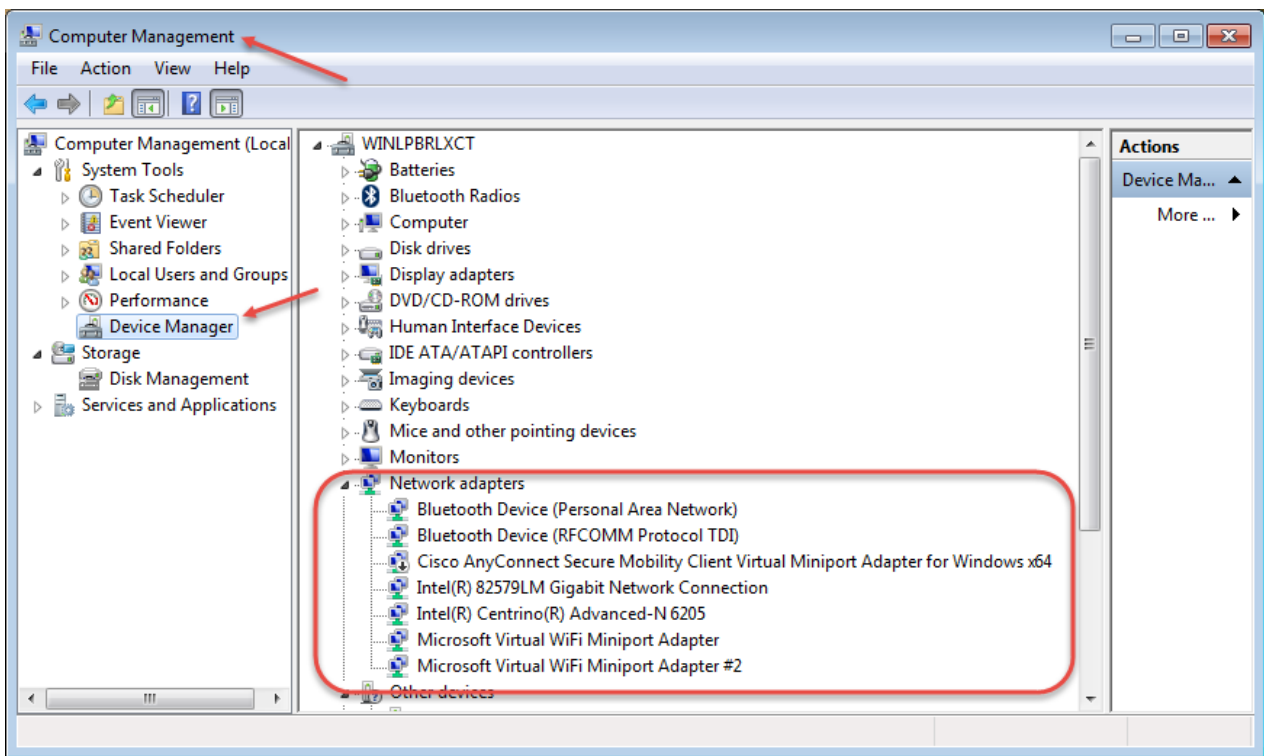 Computer Management
File Action View Help
Computer Management (Local
System Tools
Task Scheduler
Event Viewer
Shared Folders
Local Users and Groups
Performance
Device Manager
Storage
Disk Management
Services and Applications
WINLPBRLXCT
Batteries
Bluetooth Radios
Computer
Disk drives
Display adapters
DVD/CD-ROM drives
Human Interface Devices
IDE ATA/ATAPI controllers
Imaging devices
Keyboards
Mice and other pointing devices
Monitors
Network adapters
Bluetooth Device (Personal Area Network)
Bluetooth Device (RFCOMM Protocol TDI)
Cisco AnyConnect Secure Mobility Client Virtual Miniport Adapter for Windows x64
Intel(R) 82579LM Gigabit Network Connection
Intel(R) Centrino(R) Advanced-N 6205
Microsoft Virtual WiFi Miniport Adapter
Microsoft Virtual WiFi Miniport Adapter #2
Other devices
Actions
Device Ma...
More ...